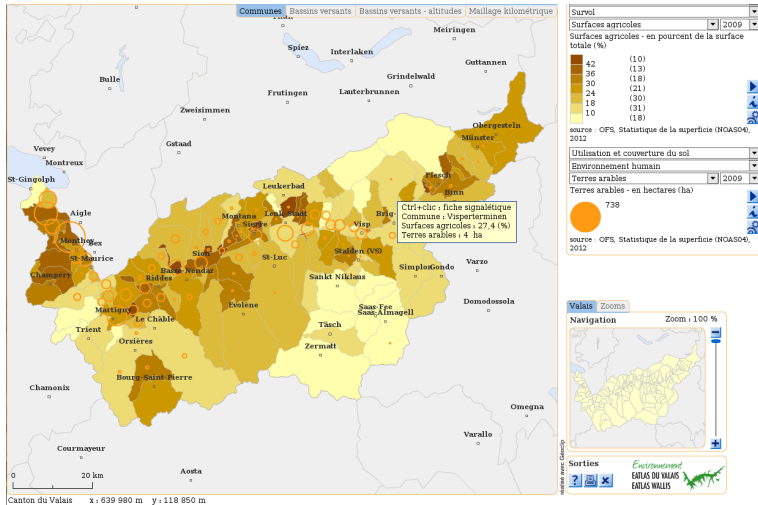 Communes
Bassins versants
Bassins versants - altitudes
Maillage kilométrique
Thun
Meiringen
Spiez
Interlaken
Guttannen
Bulle
Grindelwald
Frutingen
Lauterbrunnen
Zweisimmen
Obergesteln
Münster
Gstaad
Vevey
Montreux
St-Gingolph
Leukerbad
Fiesch
Binn
Aigle
Montana
Leuk-Stadt
Sierre
Brig
Visp
Monthey
Bex
St-Maurice
Sion
Stalden (VS)
St-Luc
Basse-Nendaz
Riddes
Champéry
Simplon
Gondo
Varzo
Sankt Niklaus
Domodossola
Evolène
Saas-Fee
Saas-Almagell
Martigny
Le Châble
Täsch
Trient
Orsières
Zermatt
Bourg-Saint-Pierre
Chamonix
Omegna
Varallo
Courmayeur
Aosta
Ctrl+clic : fiche signalétique
Commune : Visperterminen
Surfaces agricoles : 27,4 (%)
Terres arables : 4 ha
0
20 km
Canton du Valais
x : 639 980 m
y : 118 850 m
réalisé avec Géoclip
Survol
Surfaces agricoles
2009
Surfaces agricoles - en pourcent de la surface
totale (%)
42
36
30
24
18
10
(10)
(13)
(18)
(21)
(30)
(31)
(18)
source : OFS, Statistique de la superficie (NOAS04),
2012
Utilisation et couverture du sol
Environnement humain
Terres arables
2009
Terres arables - en hectares (ha)
738
source : OFS, Statistique de la superficie (NOAS04),
2012
Valais
Zooms
Navigation
Zoom : 100 %
Sorties
Environnement
EATLAS DU VALAIS
EATLAS WALLIS